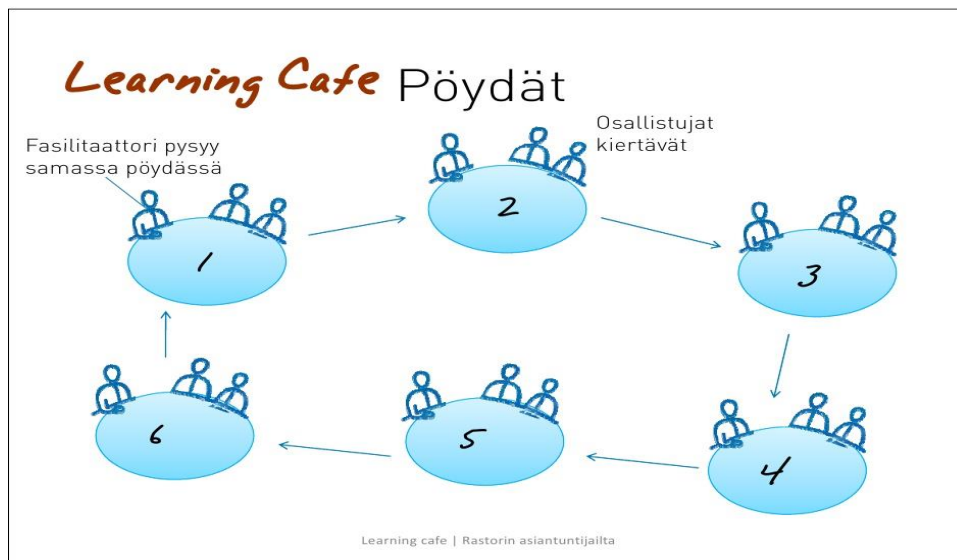 Learning Cafe Pöydät
Fasilitaattori pysyy
samassa pöydässä
Osallistujat
kiertävät
1
2
3
4
5
6
Learning cafe | Rastorin asiantuntijailta